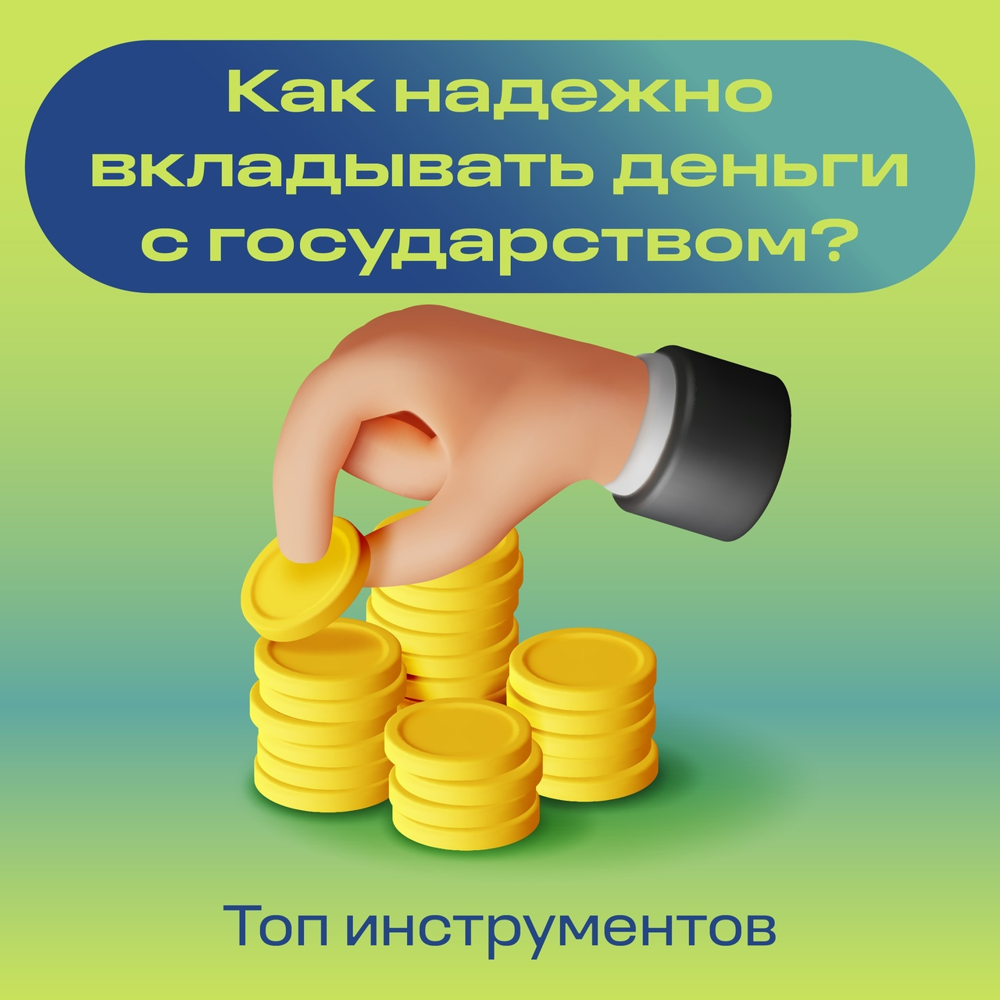 Как надежно
вкладывать деньги
с государством?
Топ инструментов